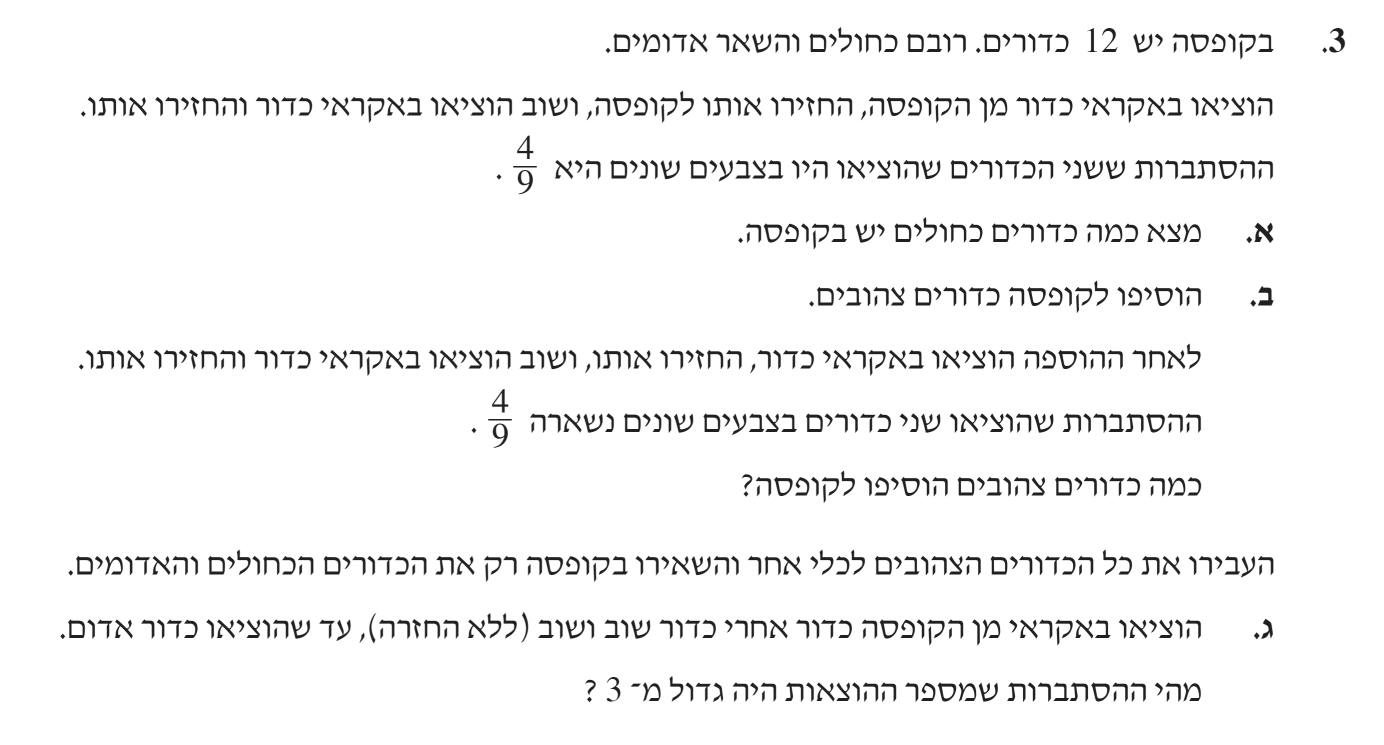 3. בקופסה יש 12 כדורים. רובם כחולים והשאר אדומים.
הוציאו באקראי כדור מן הקופסה, החזירו אותו לקופסה, ושוב הוציאו באקראי כדור והחזירו אותו.
ההסתברות ששני הכדורים שהוציאו היו בצבעים שונים היא 4/9 .
א. מצא כמה כדורים כחולים יש בקופסה.
ב. הוסיפו לקופסה כדורים צהובים.
לאחר ההוספה הוציאו באקראי כדור, החזירו אותו, ושוב הוציאו באקראי כדור והחזירו אותו.
ההסתברות שהוציאו שני כדורים בצבעים שונים נשארה 4/9 .
כמה כדורים צהובים הוסיפו לקופסה?
העבירו את כל הכדורים הצהובים לכלי אחר והשאירו בקופסה רק את הכדורים הכחולים והאדומים.
ג. הוציאו באקראי מן הקופסה כדור אחרי כדור שוב ושוב (ללא החזרה), עד שהוציאו כדור אדום.
מהי ההסתברות שמספר ההוצאות היה גדול מ־ 3 ?